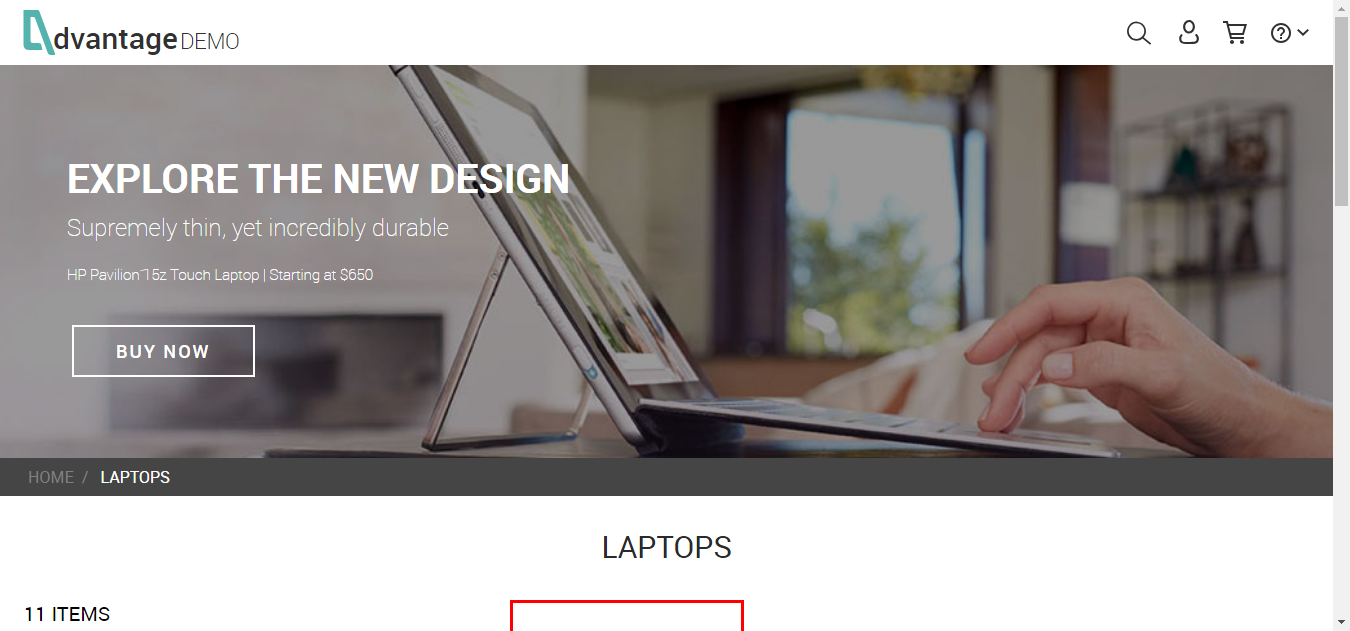 dvantage DEMO
EXPLORE THE NEW DESIGN
Supremely thin, yet incredibly durable
HP Pavilion 15z Touch Laptop | Starting at $650
BUY NOW
HOME / LAPTOPS
LAPTOPS
11 ITEMS